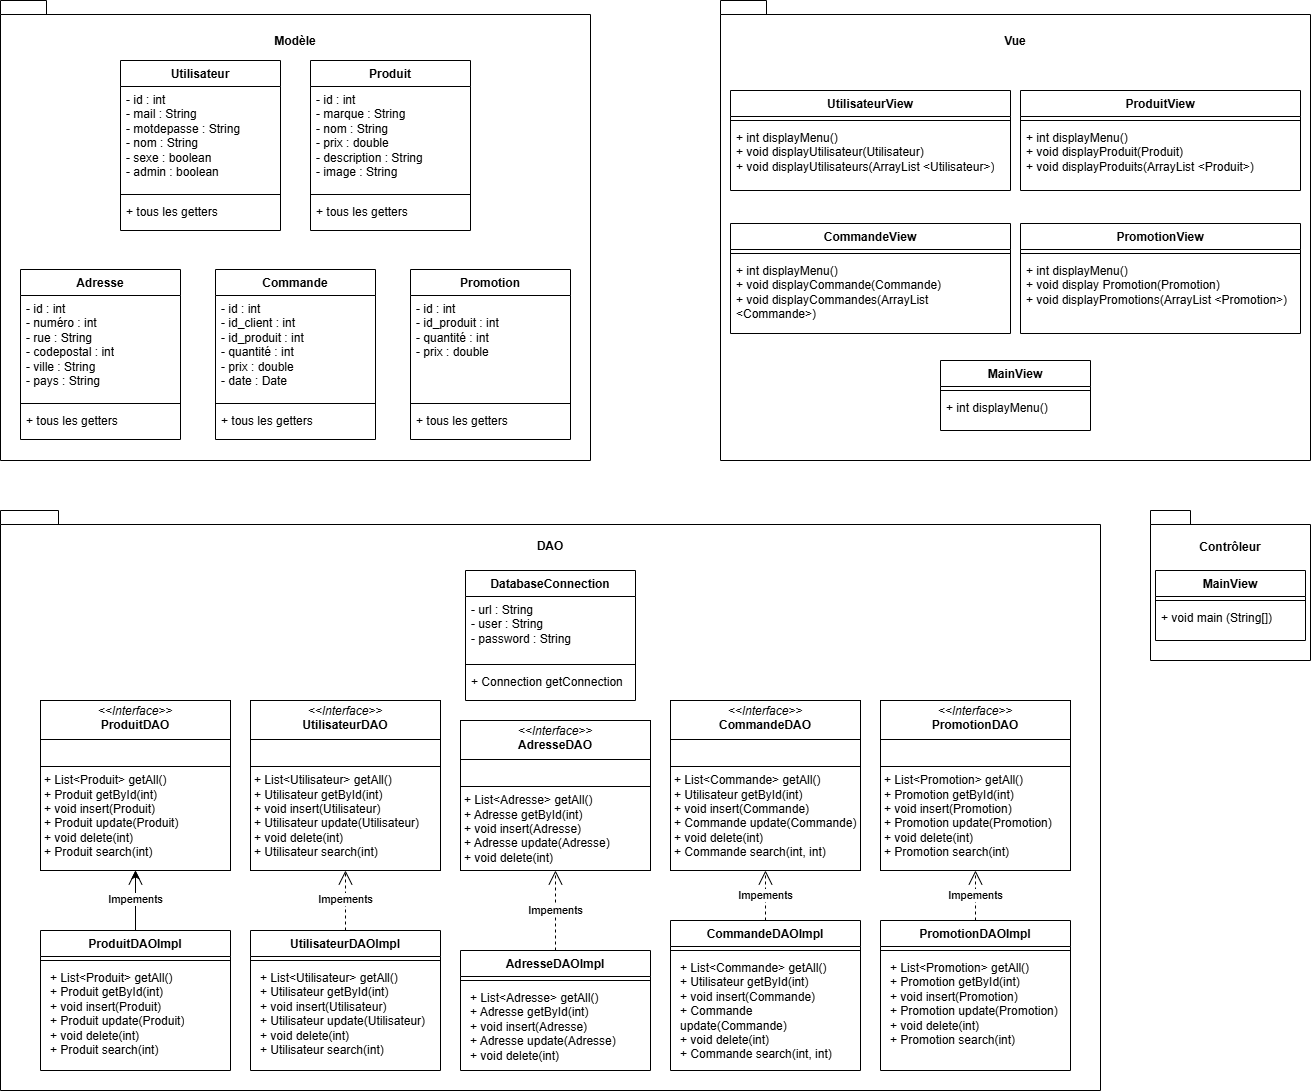 Modèle
Utilisateur
- id : int
- mail : String
- motdepasse : String
- nom : String
- sexe : boolean
- admin : boolean
+ tous les getters
Produit
- id : int
- marque : String
- nom : String
- prix : double
- description : String
- image : String
+ tous les getters
Adresse
- id : int
- numéro : int
- rue : String
- codepostal : int
- ville : String
- pays : String
+ tous les getters
Commande
- id : int
- id_client : int
- id_produit : int
- quantité : int
- prix : double
- date : Date
+ tous les getters
Promotion
- id : int
- id_produit : int
- quantité : int
- prix : double
+ tous les getters
Vue
UtilisateurView
+ int displayMenu()
+ void displayUtilisateur(Utilisateur)
+ void displayUtilisateurs(ArrayList <Utilisateur>)
ProduitView
+ int displayMenu()
+ void displayProduit(Produit)
+ void displayProduits(ArrayList <Produit>)
CommandeView
+ int displayMenu()
+ void displayCommande(Commande)
+ void displayCommandes(ArrayList
<Commande>)
PromotionView
+ int displayMenu()
+ void display Promotion(Promotion)
+ void displayPromotions(ArrayList <Promotion>)
MainView
+ int displayMenu()
DAO
DatabaseConnection
- url : String
- user : String
- password : String
+ Connection getConnection
<<Interface>>
ProduitDAO
+ List<Produit> getAll()
+ Produit getById(int)
+ void insert(Produit)
+ Produit update(Produit)
+ void delete(int)
+ Produit search(int)
<<Interface>>
UtilisateurDAO
+ List<Utilisateur> getAll()
+ Utilisateur getById(int)
+ void insert(Utilisateur)
+ Utilisateur update(Utilisateur)
+ void delete(int)
+ Utilisateur search(int)
<<Interface>>
AdresseDAO
+ List<Adresse> getAll()
+ Adresse getById(int)
+ void insert(Adresse)
+ Adresse update(Adresse)
+ void delete(int)
<<Interface>>
CommandeDAO
+ List<Commande> getAll()
+ Utilisateur getById(int)
+ void insert(Commande)
+ Commande update(Commande)
+ void delete(int)
+ Commande search(int, int)
<<Interface>>
PromotionDAO
+ List<Promotion> getAll()
+ Promotion getById(int)
+ void insert(Promotion)
+ Promotion update(Promotion)
+ void delete(int)
+ Promotion search(int)
Impements
Impements
Impements
Impements
Impements
ProduitDAOImpl
+ List<Produit> getAll()
+ Produit getById(int)
+ void insert(Produit)
+ Produit update(Produit)
+ void delete(int)
+ Produit search(int)
UtilisateurDAOImpl
+ List<Utilisateur> getAll()
+ Utilisateur getById(int)
+ void insert(Utilisateur)
+ Utilisateur update(Utilisateur)
+ void delete(int)
+ Utilisateur search(int)
AdresseDAOImpl
+ List<Adresse> getAll()
+ Adresse getById(int)
+ void insert(Adresse)
+ Adresse update(Adresse)
+ void delete(int)
CommandeDAOImpl
+ List<Commande> getAll()
+ Utilisateur getById(int)
+ void insert(Commande)
+ Commande
update(Commande)
+ void delete(int)
+ Commande search(int, int)
PromotionDAOImpl
+ List<Promotion> getAll()
+ Promotion getById(int)
+ void insert(Promotion)
+ Promotion update(Promotion)
+ void delete(int)
+ Promotion search(int)
Contrôleur
MainView
+ void main (String[])